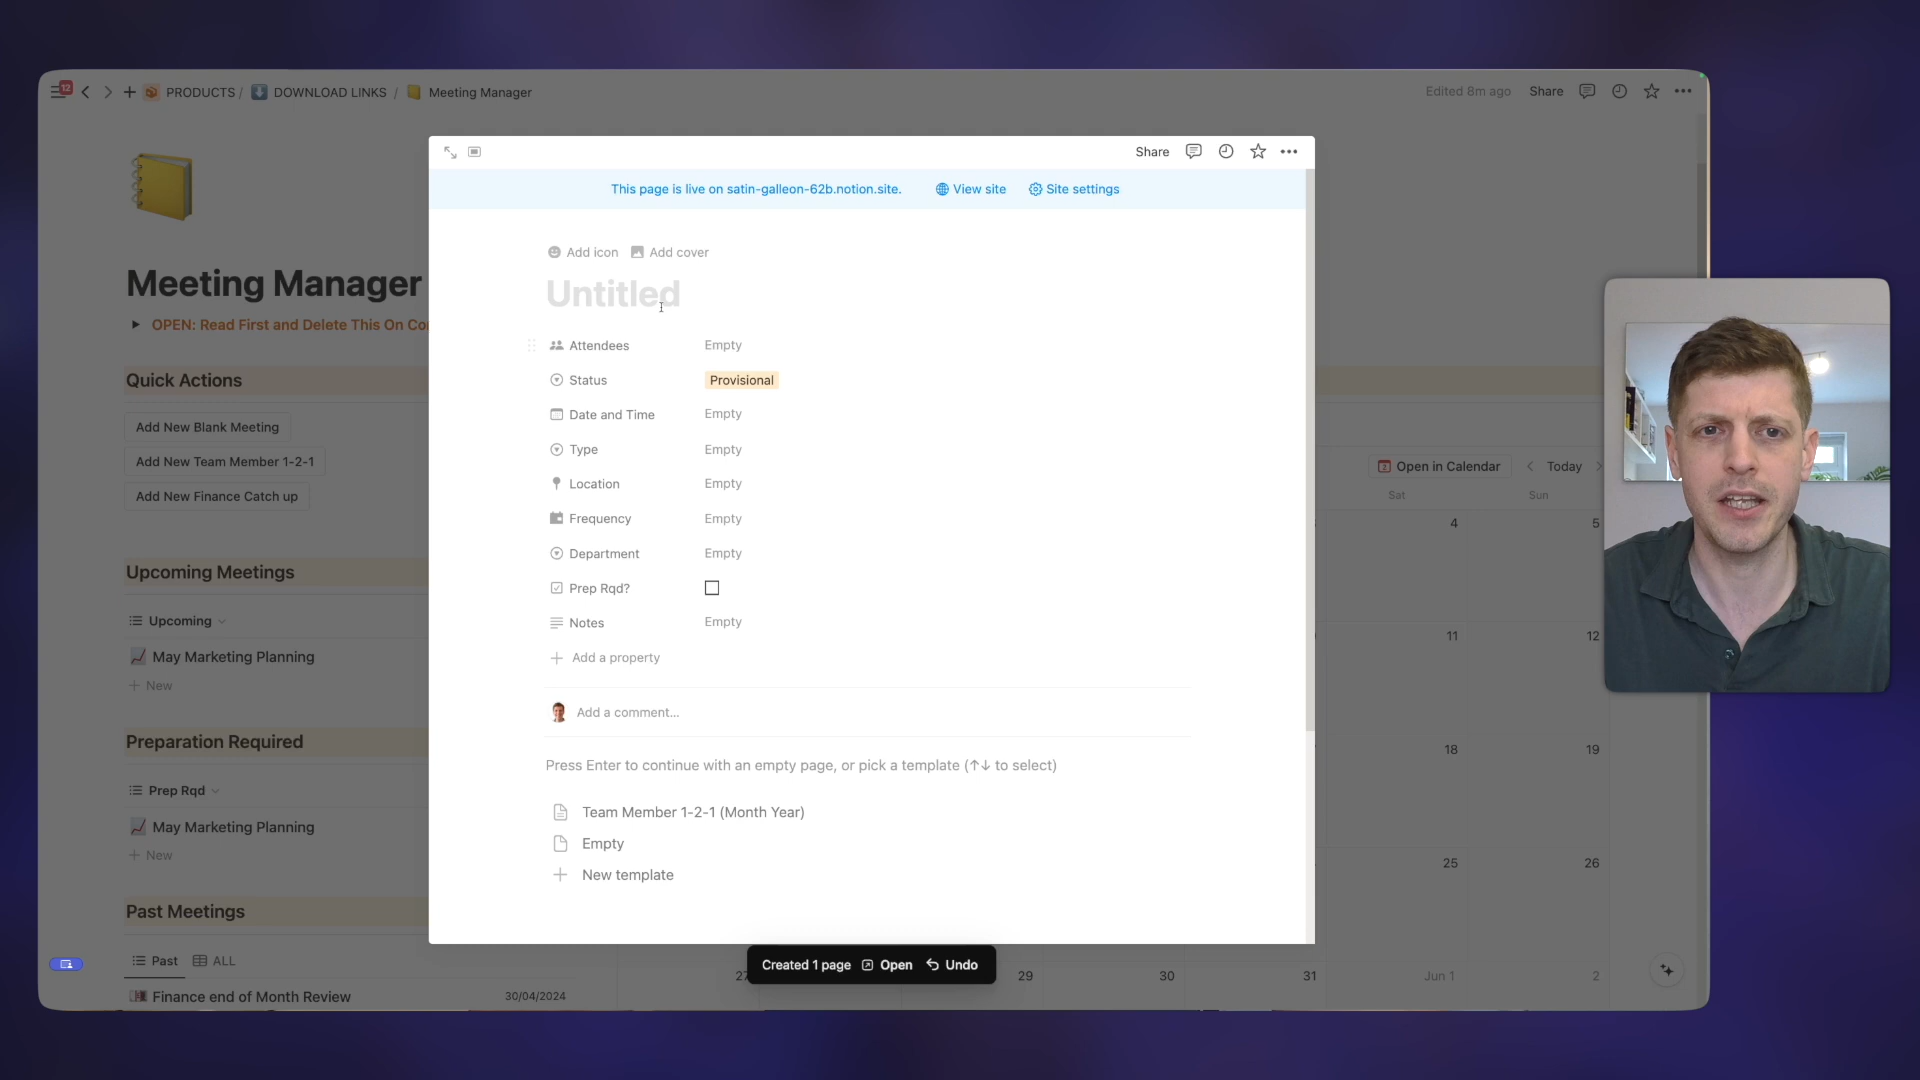 12
PRODUCTS / DOWNLOAD LINKS / Meeting Manager
Edited 8m ago Share
Meeting Manager
OPEN: Read First and Delete This On Co
Quick Actions
Add New Blank Meeting
Add New Team Member 1-2-1
Add New Finance Catch up
Upcoming Meetings
Upcoming
May Marketing Planning
+ New
Preparation Required
Prep Rqd
May Marketing Planning
+ New
Past Meetings
Past ALL
Finance end of Month Review 30/04/2024
Share
This page is live on satin-galleon-62b.notion.site. View site Site settings
Add icon Add cover
Untitled
Attendees Empty
Status Provisional
Date and Time Empty
Type Empty
Location Empty
Frequency Empty
Department Empty
Prep Rqd?
Notes Empty
+ Add a property
Add a comment...
Press Enter to continue with an empty page, or pick a template (↑↓ to select)
Team Member 1-2-1 (Month Year)
Empty
+ New template
Created 1 page Open Undo
Open in Calendar < Today >
Sat Sun
4 5
11 12
18 19
25 26
27 29 30 31 Jun 1 2